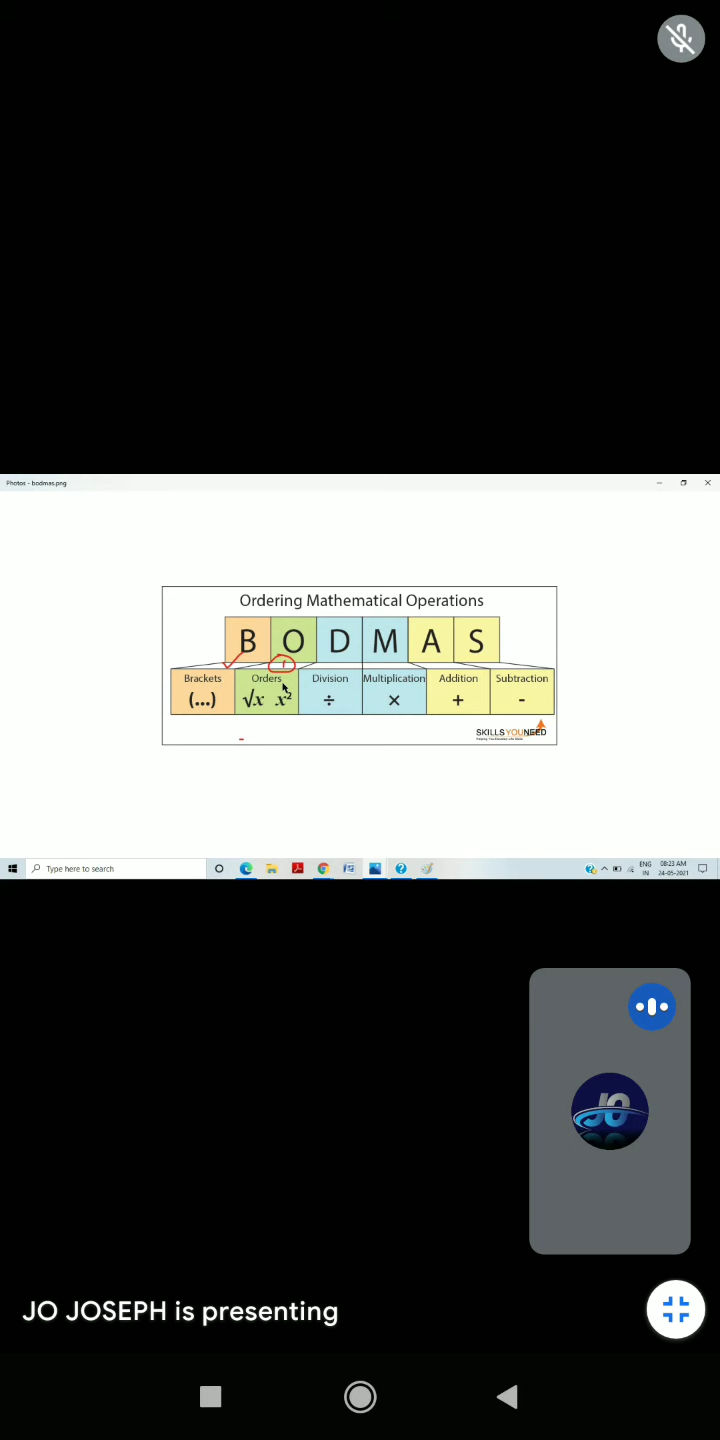 Photos - bodmas.png
Ordering Mathematical Operations
B O D M A S
Brackets Orders Division Multiplication Addition Subtraction
(...) √x x² ÷ × + -
SKILLSYOUNEED
Type here to search
ENG 08:23 AM
IN 24-05-2021
JO
JO JOSEPH is presenting